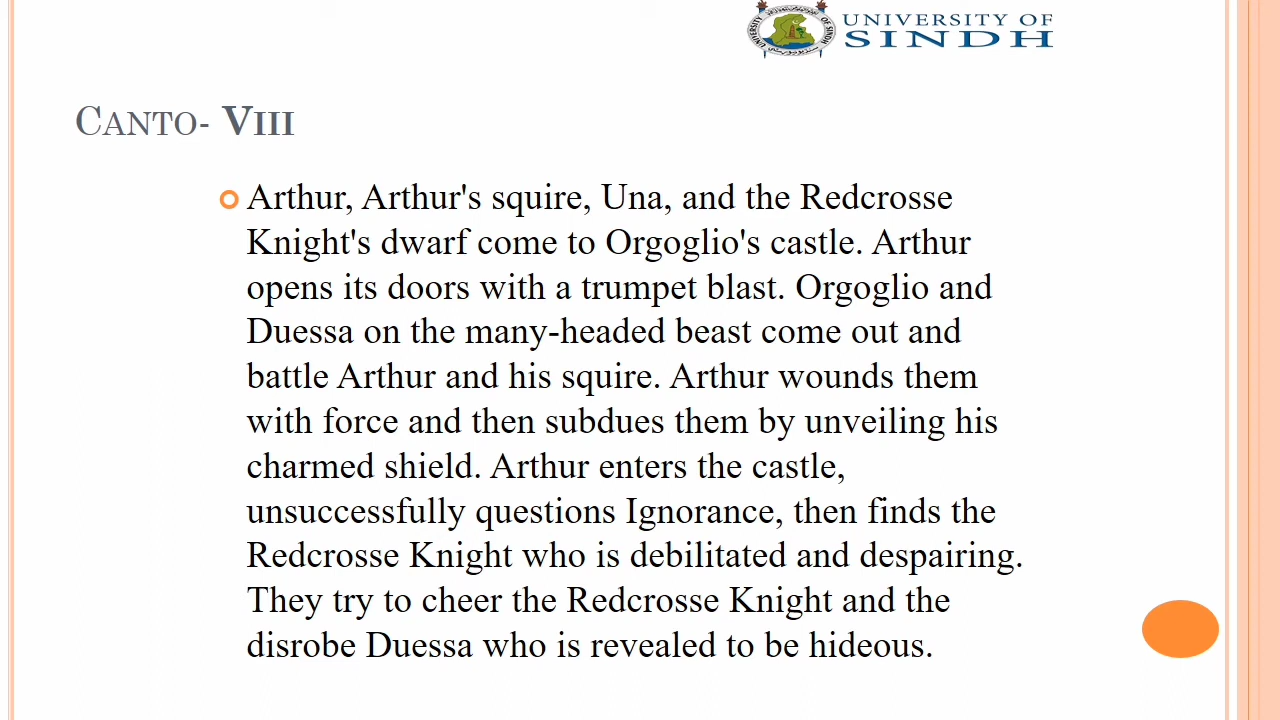 UNIVERSITY OF
SINDH
CANTO- VIII
Arthur, Arthur's squire, Una, and the Redcrosse
Knight's dwarf come to Orgoglio's castle. Arthur
opens its doors with a trumpet blast. Orgoglio and
Duessa on the many-headed beast come out and
battle Arthur and his squire. Arthur wounds them
with force and then subdues them by unveiling his
charmed shield. Arthur enters the castle,
unsuccessfully questions Ignorance, then finds the
Redcrosse Knight who is debilitated and despairing.
They try to cheer the Redcrosse Knight and the
disrobe Duessa who is revealed to be hideous.